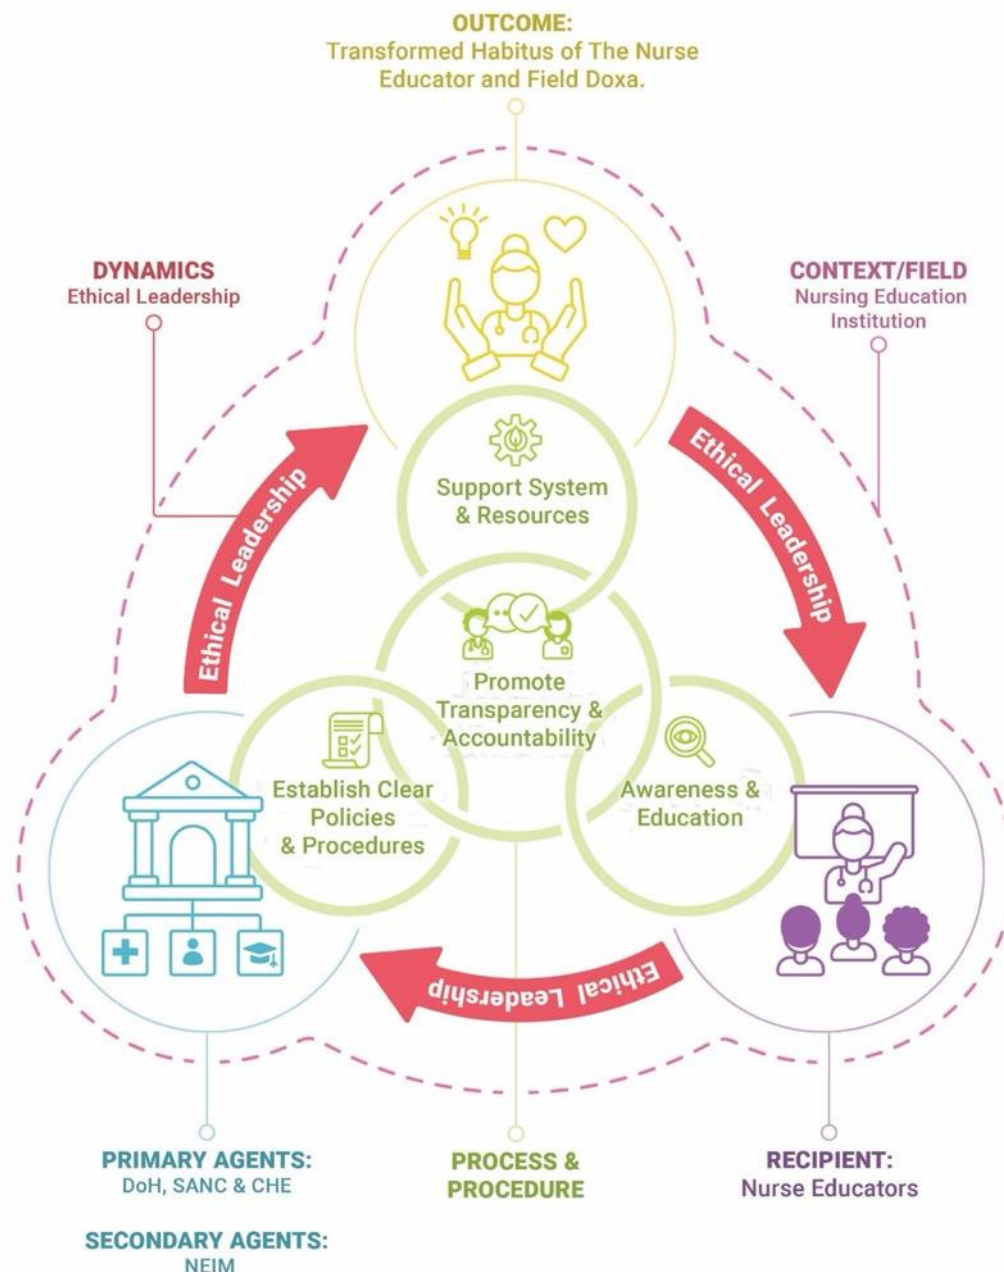 OUTCOME:
Transformed Habitus of The Nurse
Educator and Field Doxa.
DYNAMICS
Ethical Leadership
CONTEXT/FIELD
Nursing Education
Institution
Ethical Leadership
Ethical Leadership
Support System
& Resources
Promote
Transparency &
Accountability
Establish Clear
Policies
& Procedures
Awareness &
Education
Ethical Leadership
PRIMARY AGENTS:
DoH, SANC & CHE
SECONDARY AGENTS:
NEIM
PROCESS &
PROCEDURE
RECIPIENT:
Nurse Educators